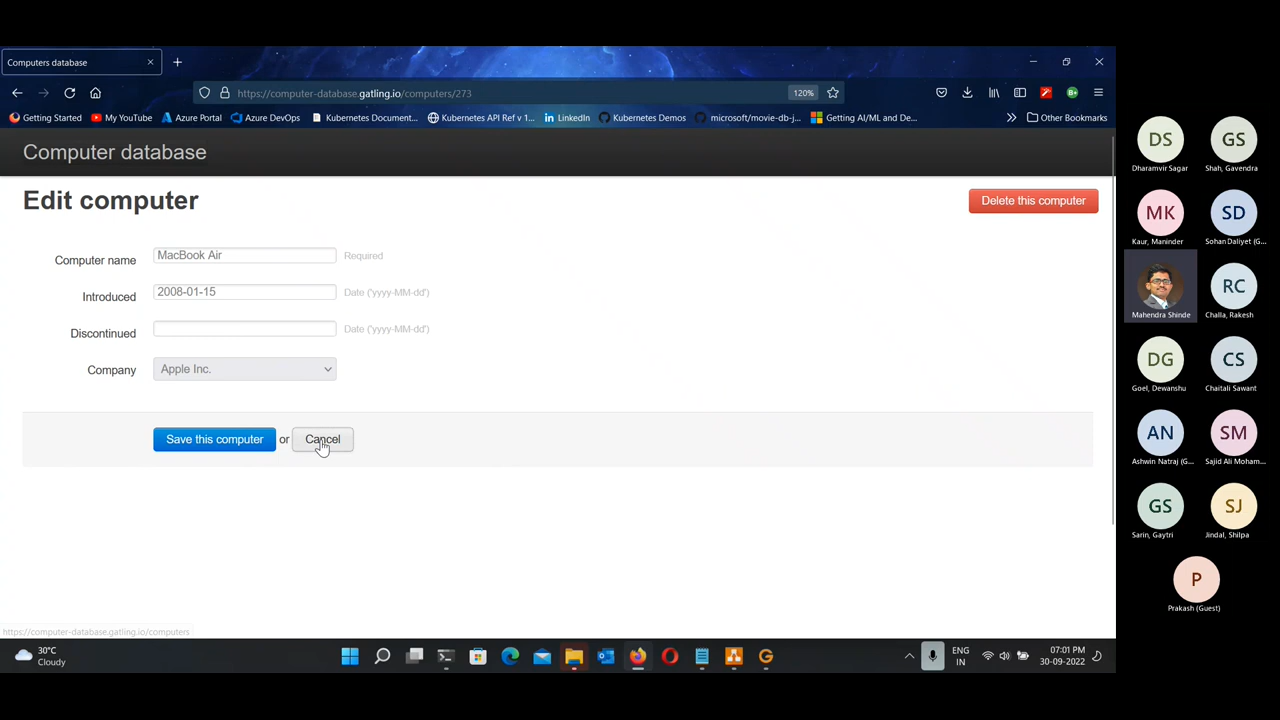 Computers database
https://computer-database.gatling.io/computers/273
120%
Getting Started
My YouTube
Azure Portal
Azure DevOps
Kubernetes Document...
Kubernetes API Ref v 1...
LinkedIn
Kubernetes Demos
microsoft/movie-db-j...
Getting AI/ML and De...
Other Bookmarks
Computer database
Edit computer
Delete this computer
Computer name MacBook Air Required
Introduced 2008-01-15 Date ('yyyy-MM-dd')
Discontinued Date ('yyyy-MM-dd')
Company Apple Inc.
Save this computer or Cancel
https://computer-database.gatling.io/computers
30°C
Cloudy
ENG
IN
07:01 PM
30-09-2022
DS GS
Dharamvir Sagar Shah, Gavendra
MK SD
Kaur, Maninder Sohan Daliyet (G...
RC
Mahendra Shinde Challa, Rakesh
DG CS
Goel, Dewanshu Chaitali Sawant
AN SM
Ashwin Natraj (G... Sajid Ali Moham...
GS SJ
Sarin, Gaytri Jindal, Shilpa
P
Prakash (Guest)